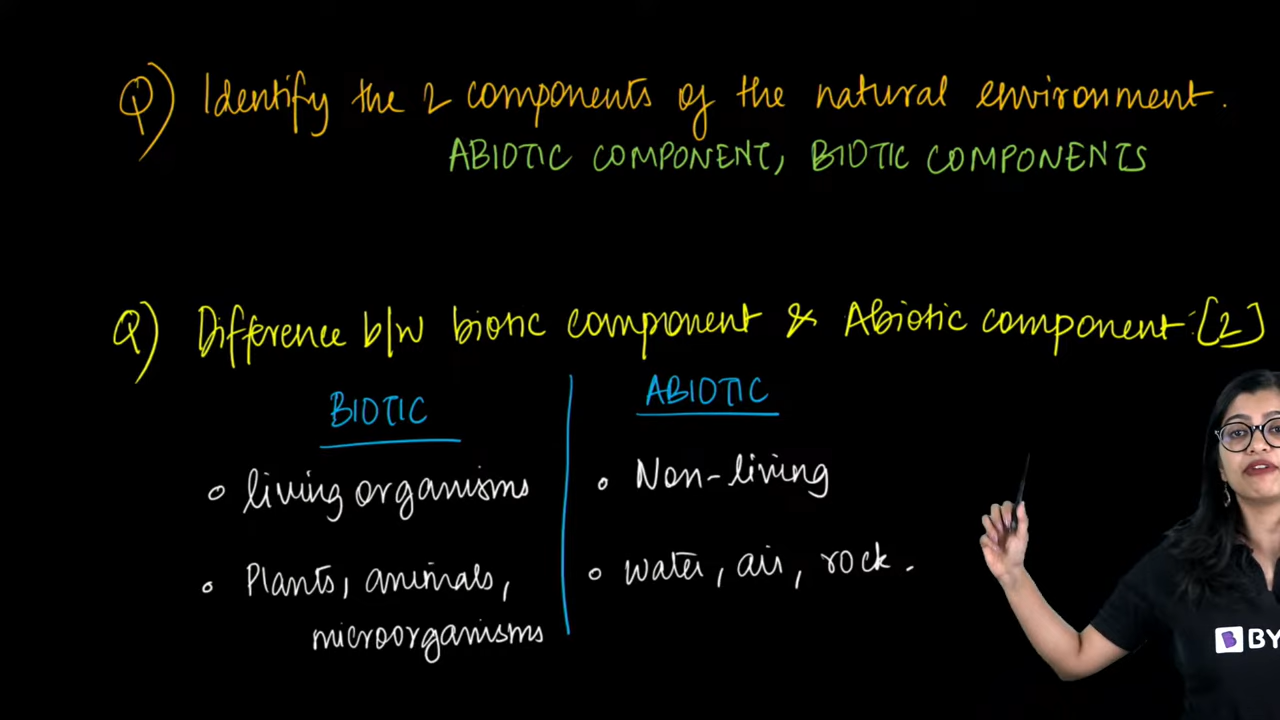 Q) Identify the 2 components of the natural environment.
ABIOTIC COMPONENT, BIOTIC COMPONENTS
Q) Difference b/w biotic component & Abiotic component :[2]
BIOTIC
○ living organisms
○ Plants, animals,
microorganisms
ABIOTIC
○ Non-living
○ water, air, rock.
BY